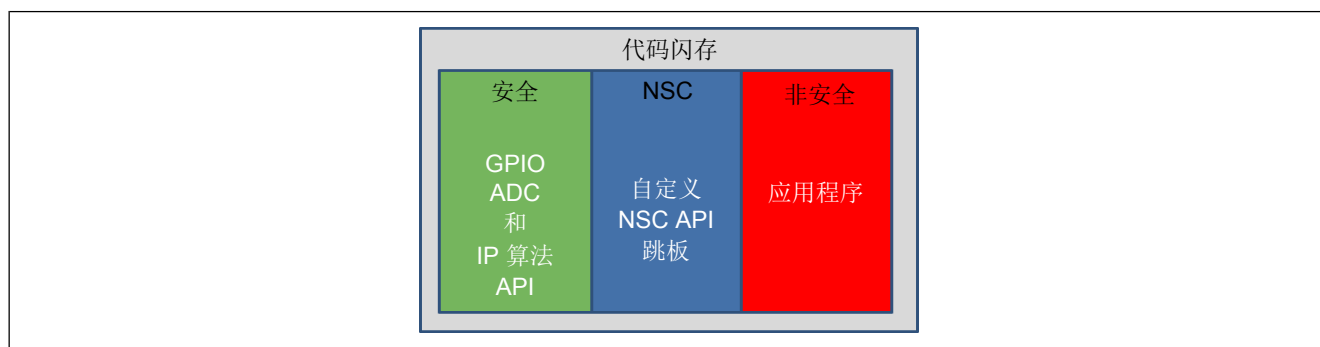 代码闪存
安全
GPIO
ADC
和
IP 算法
API
NSC
自定义
NSC API
跳板
非安全
应用程序